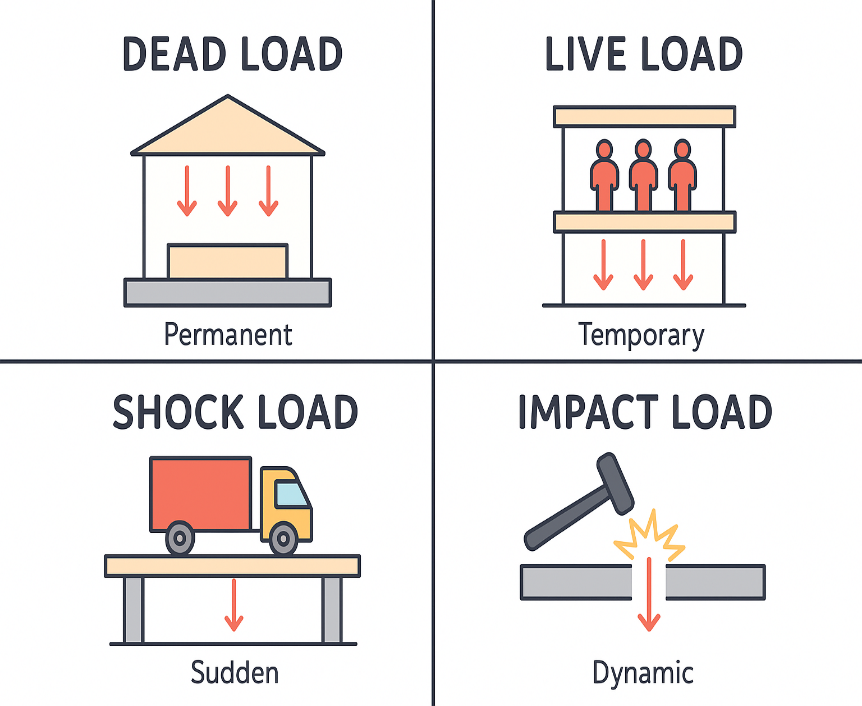 DEAD LOAD
Permanent
LIVE LOAD
Temporary
SHOCK LOAD
Sudden
IMPACT LOAD
Dynamic